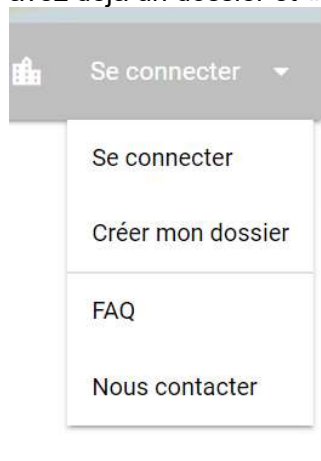 avez déjà un dossier et
Se connecter
Se connecter
Créer mon dossier
FAQ
Nous contacter